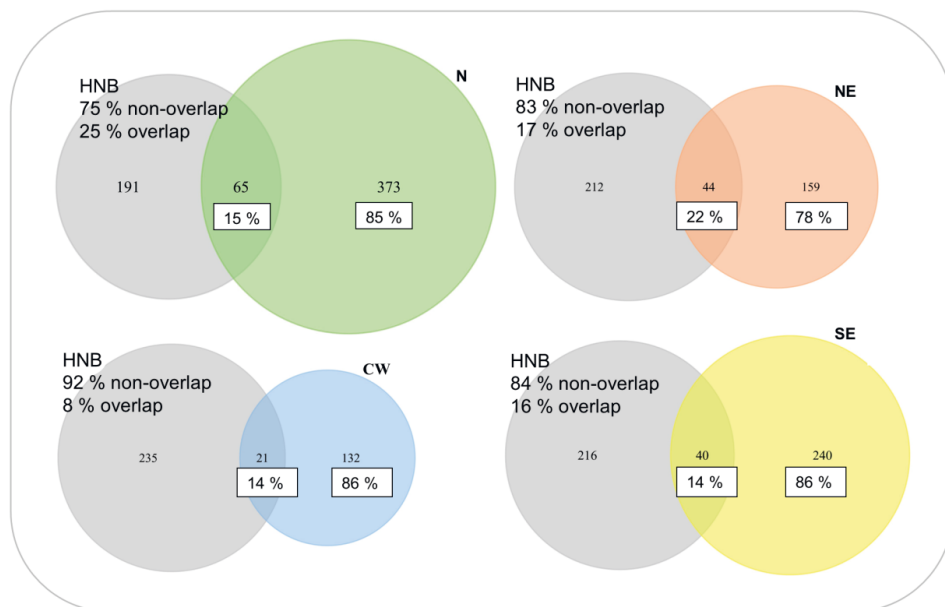 HNB
75 % non-overlap
25 % overlap
N
191
65
373
15 %
85 %
HNB
83 % non-overlap
17 % overlap
NE
212
44
159
22 %
78 %
HNB
92 % non-overlap
8 % overlap
CW
235
21
132
14 %
86 %
HNB
84 % non-overlap
16 % overlap
SE
216
40
240
14 %
86 %